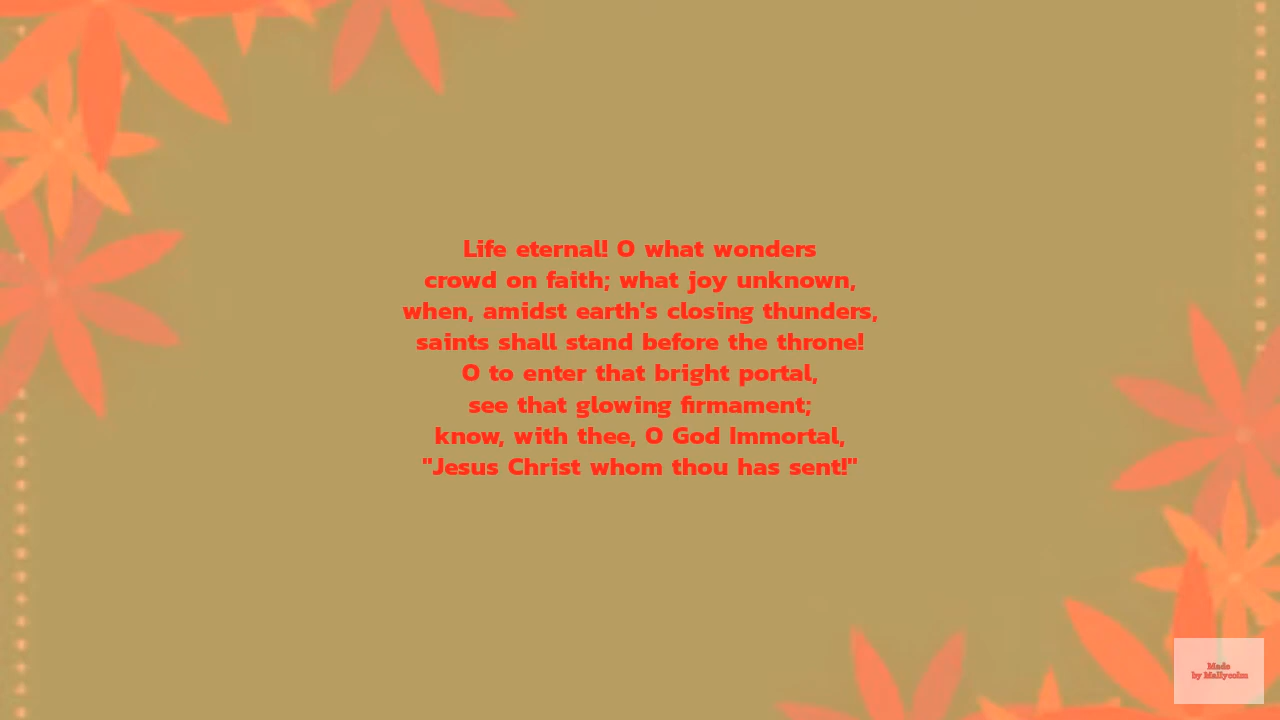 Life eternal! O what wonders
crowd on faith; what joy unknown,
when, amidst earth's closing thunders,
saints shall stand before the throne!
O to enter that bright portal,
see that glowing firmament;
know, with thee, O God Immortal,
"Jesus Christ whom thou has sent!"
Made
by Mallycolm